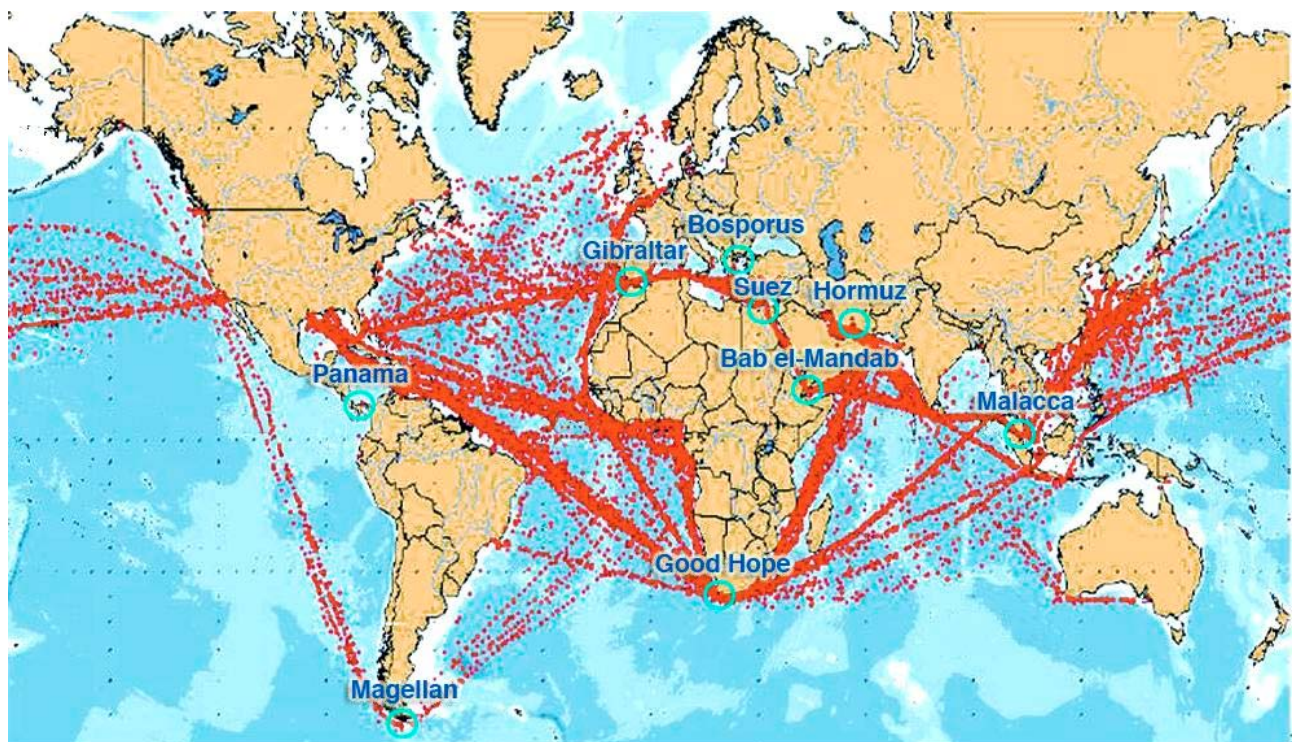 Bosporus
Gibraltar
Suez
Hormuz
Bab el-Mandab
Panama
Malacca
Good Hope
Magellan